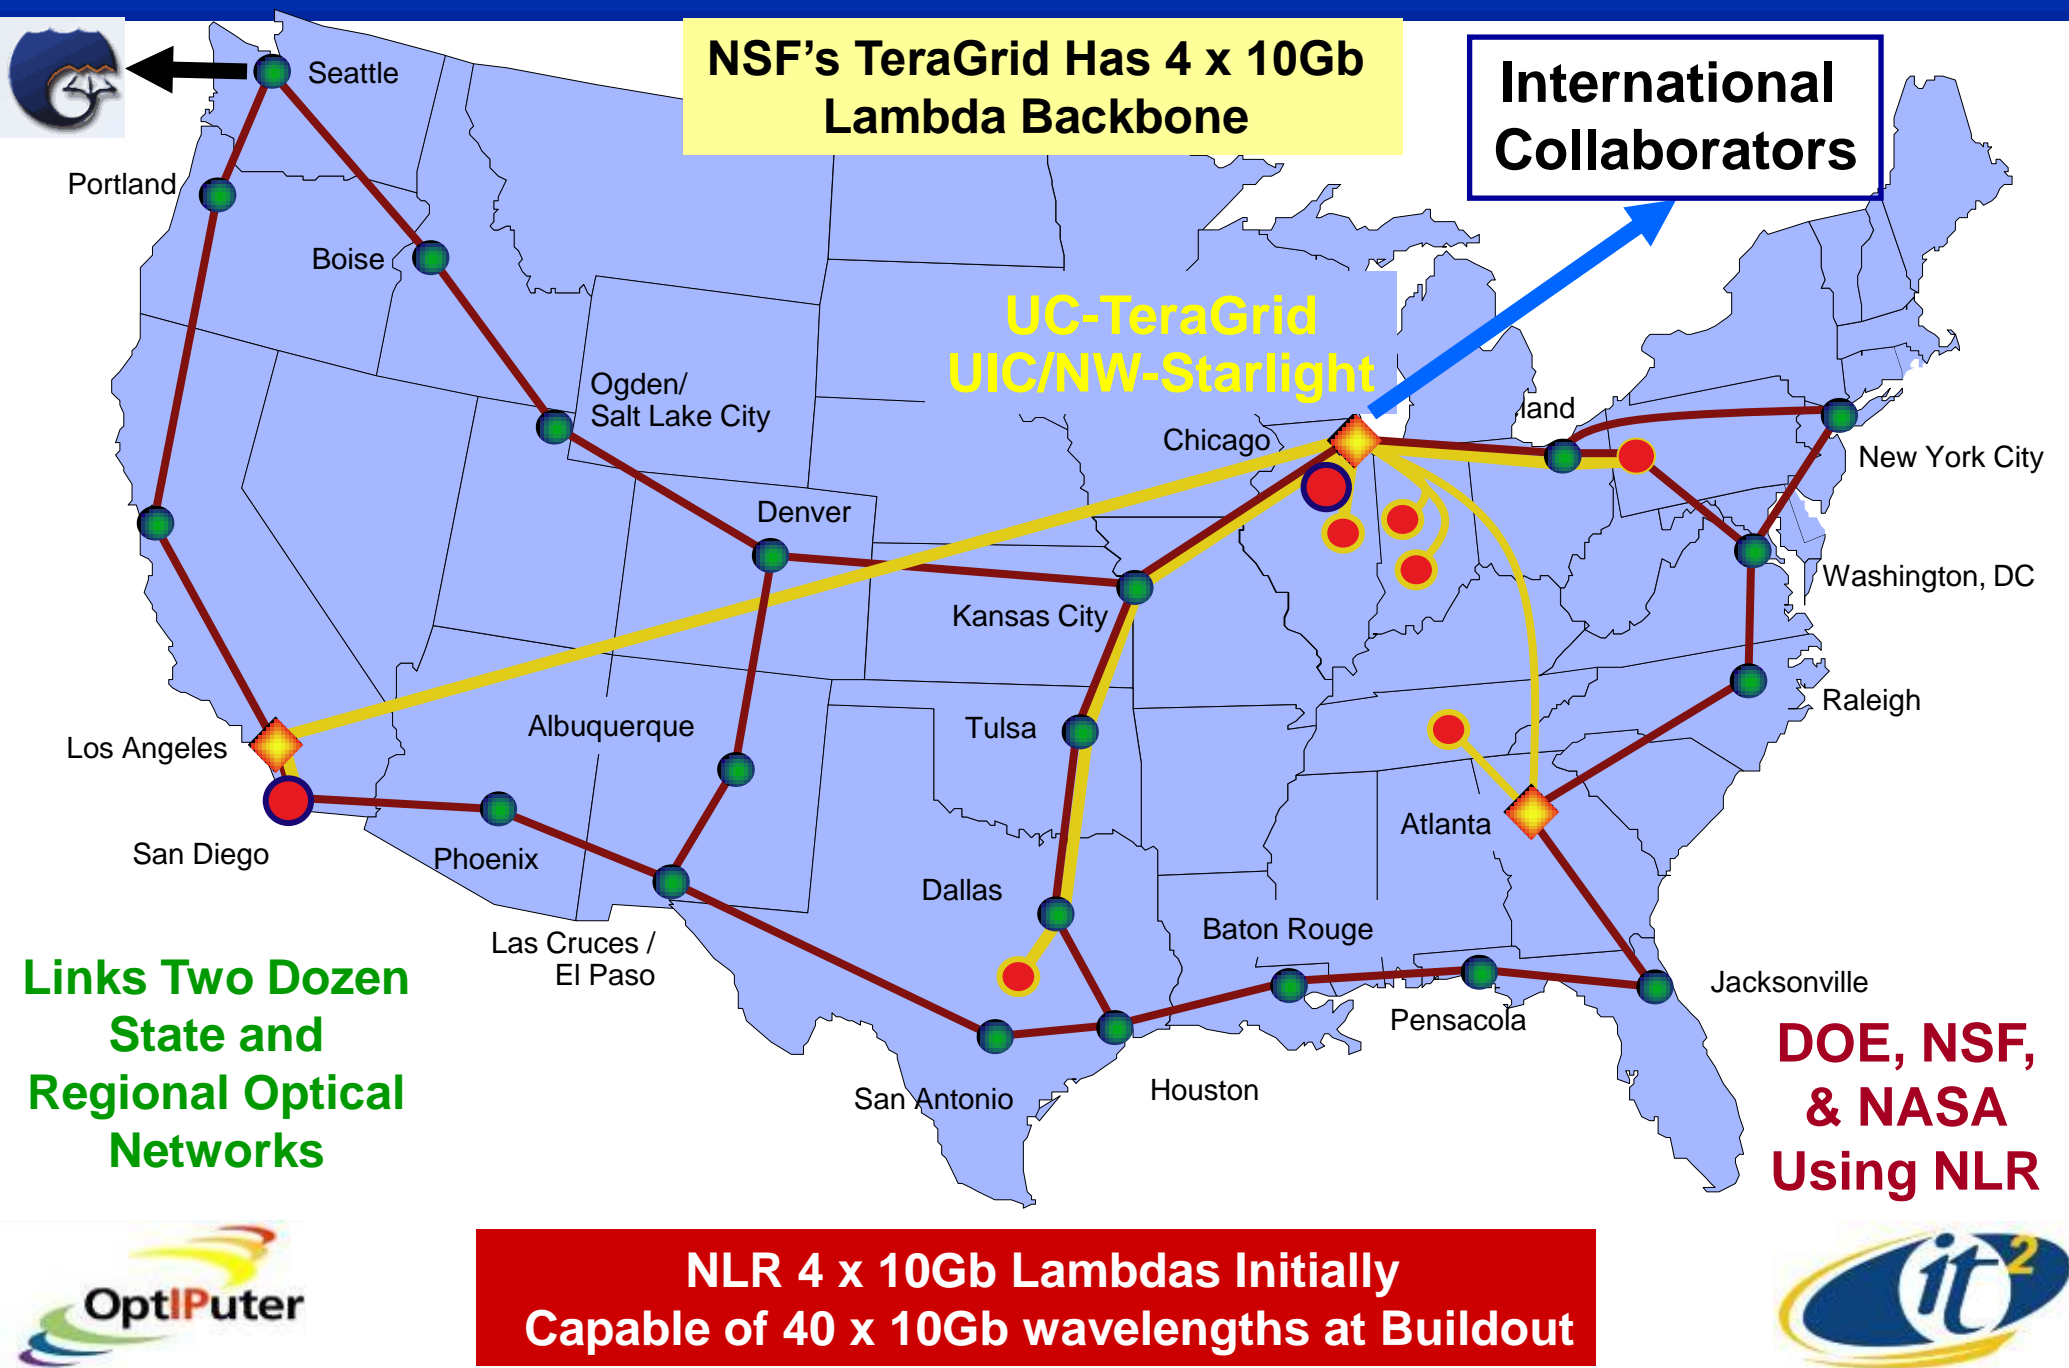 NSF’s TeraGrid Has 4 x 10Gb
Lambda Backbone
International
Collaborators
Seattle
Portland
Boise
UC-TeraGrid
UIC/NW-Starlight
Ogden/
Salt Lake City
Chicago
land
New York City
Denver
Washington, DC
Kansas City
Raleigh
Albuquerque
Tulsa
Los Angeles
Atlanta
San Diego
Phoenix
Dallas
Baton Rouge
Las Cruces /
El Paso
Jacksonville
Pensacola
San Antonio
Houston
Links Two Dozen
State and
Regional Optical
Networks
DOE, NSF,
& NASA
Using NLR
OptIPuter
NLR 4 x 10Gb Lambdas Initially
Capable of 40 x 10Gb wavelengths at Buildout
it2